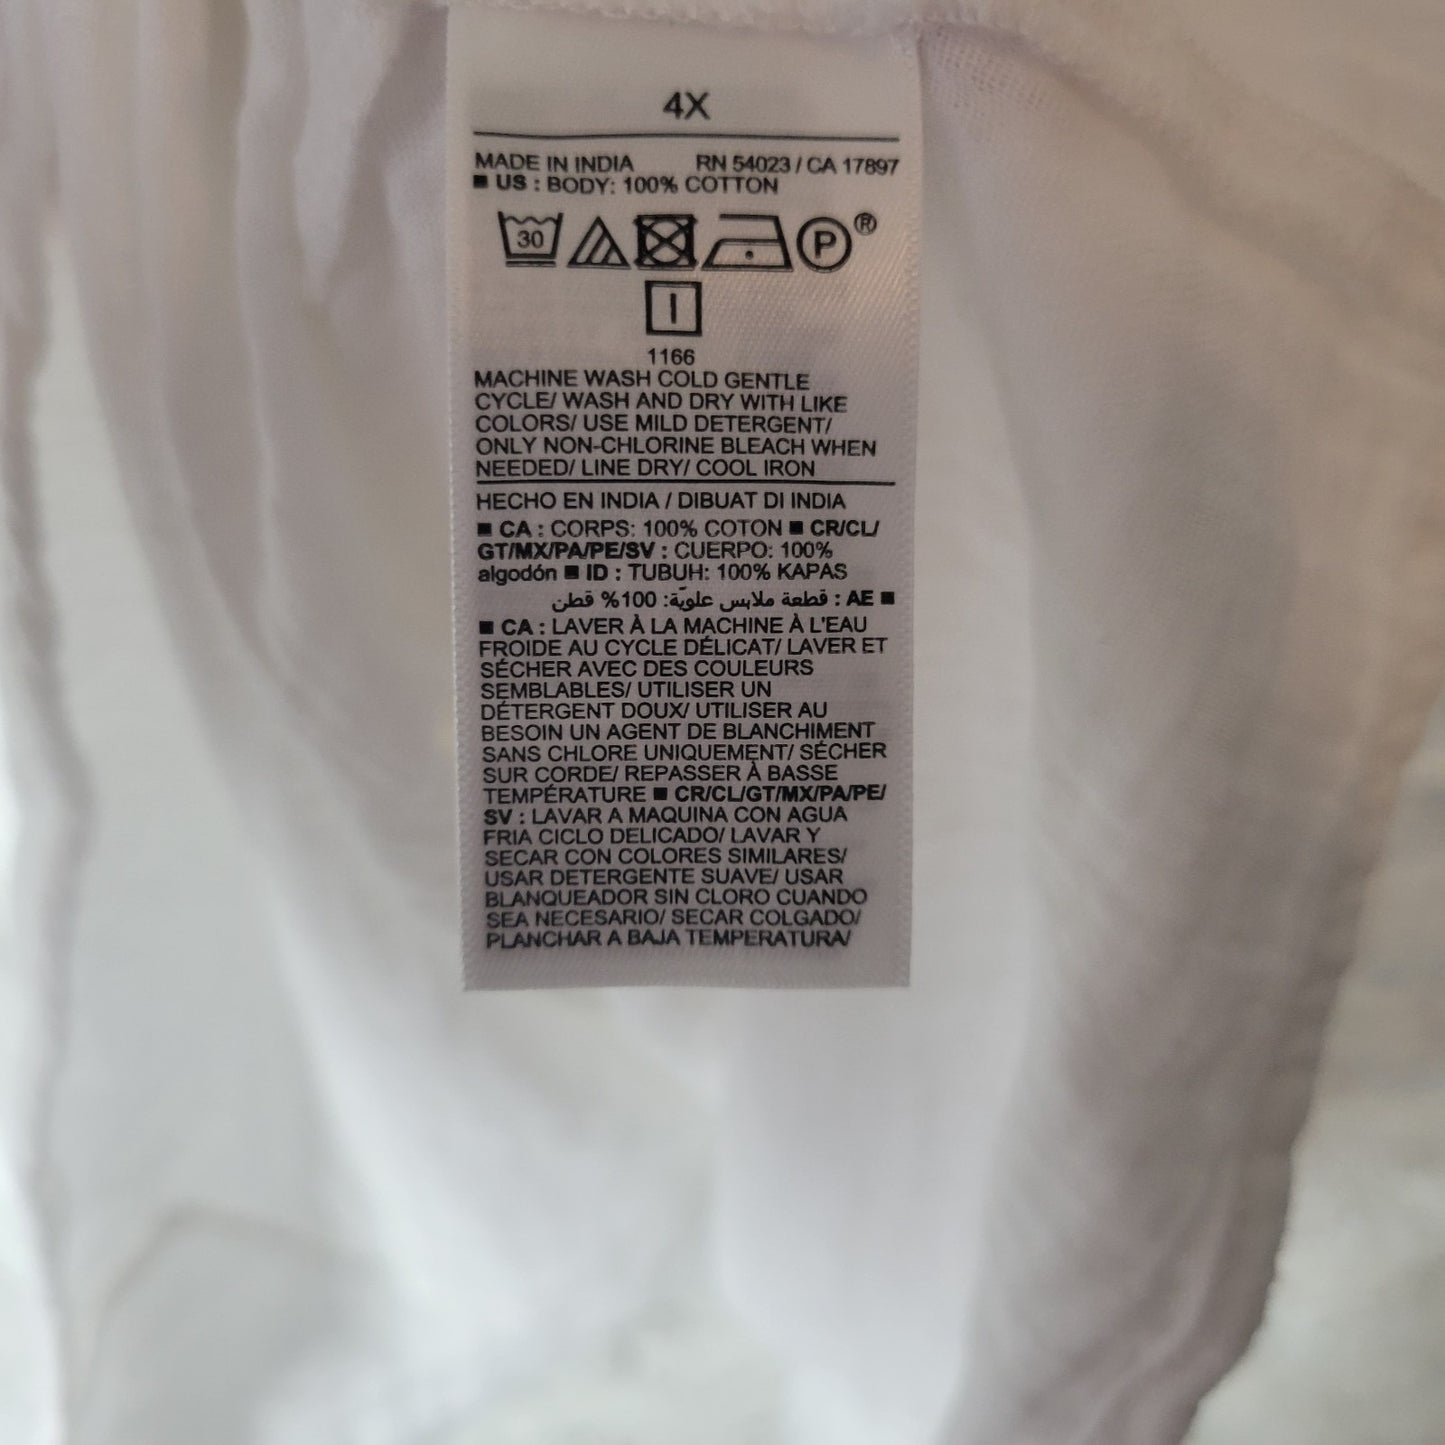 4X
MADE IN INDIA RN 54023 / CA 17897
■ US : BODY: 100% COTTON
30 P ®
1166
MACHINE WASH COLD GENTLE
CYCLE/ WASH AND DRY WITH LIKE
COLORS/ USE MILD DETERGENT/
ONLY NON-CHLORINE BLEACH WHEN
NEEDED/ LINE DRY/ COOL IRON
HECHO EN INDIA / DIBUAT DI INDIA
■ CA : CORPS: 100% COTON ■ CR/CL/
GT/MX/PA/PE/SV : CUERPO: 100%
algodón ■ ID : TUBUH: 100% KAPAS
■ AE : قطعة ملابس علويّة: 100% قطن
■ CA : LAVER À LA MACHINE À L'EAU
FROIDE AU CYCLE DÉLICAT/ LAVER ET
SÉCHER AVEC DES COULEURS
SEMBLABLES/ UTILISER UN
DÉTERGENT DOUX/ UTILISER AU
BESOIN UN AGENT DE BLANCHIMENT
SANS CHLORE UNIQUEMENT/ SÉCHER
SUR CORDE/ REPASSER À BASSE
TEMPÉRATURE ■ CR/CL/GT/MX/PA/PE/
SV : LAVAR A MAQUINA CON AGUA
FRIA CICLO DELICADO/ LAVAR Y
SECAR CON COLORES SIMILARES/
USAR DETERGENTE SUAVE/ USAR
BLANQUEADOR SIN CLORO CUANDO
SEA NECESARIO/ SECAR COLGADO/
PLANCHAR A BAJA TEMPERATURA/